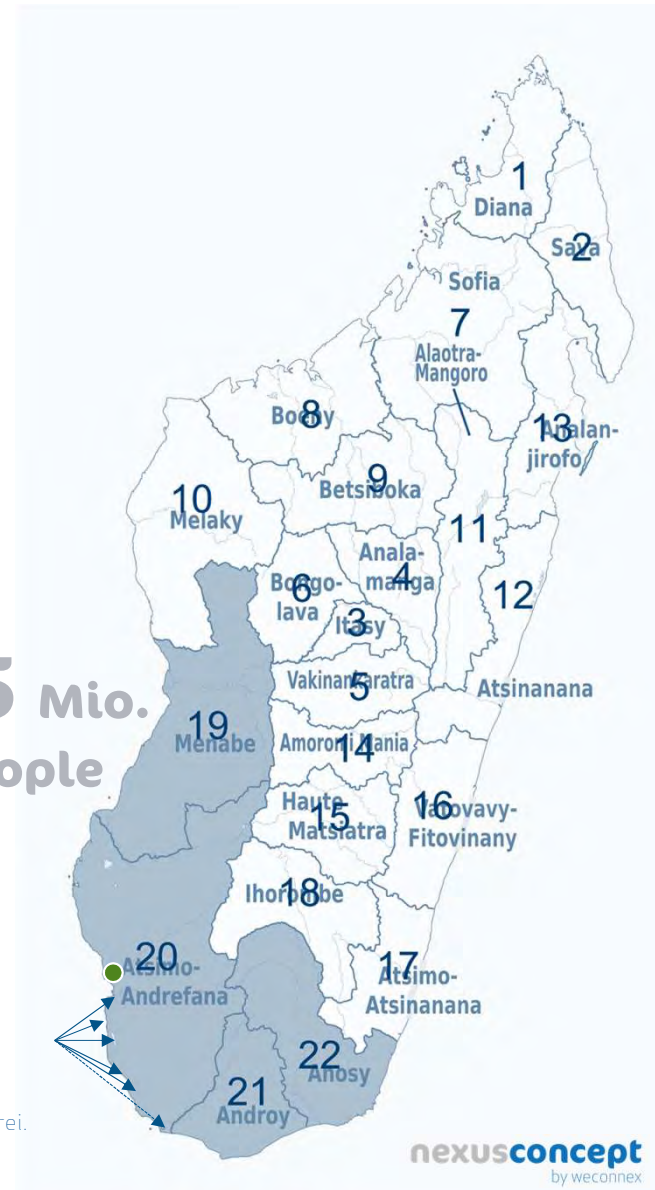 1
Diana
2
Sava
Sofia
7
Alaotra-
Mangoro
8
Boeny
13
Analan-
jirofo
9
Betsiboka
10
Melaky
11
Anala-
manga
4
6
Bongo-
lava
12
3
Itasy
5 Mio.
Vakinankaratra
5
Atsinanana
19
Menabe
ople
Amoron'i Mania
14
Haute
Matsiatra
15
16
Vatovavy-
Fitovinany
18
Ihorombe
20
Atsimo-
Andrefana
17
Atsimo-
Atsinanana
22
Anosy
21
Androy
rei.
nexusconcept
by weconnex